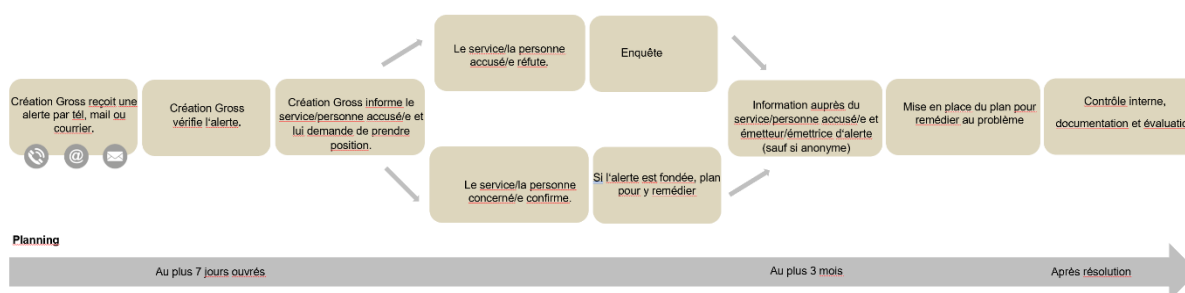 Création Gross reçoit une
alerte par tél, mail ou
courrier.
Création Gross
vérifie l'alerte.
Création Gross informe le
service/personne accusé/e et
lui demande de prendre
position.
Le service/la personne
accusé/e réfute.
Enquête
Le service/la personne
concerné/e confirme.
Si l'alerte est fondée, plan
pour y remédier
Information auprès du
service/personne accusé/e et
émetteur/émettrice d'alerte
(sauf si anonyme)
Mise en place du plan pour
remédier au problème
Contrôle interne,
documentation et évaluatio
Planning
Au plus 7 jours ouvrés
Au plus 3 mois
Après résolution